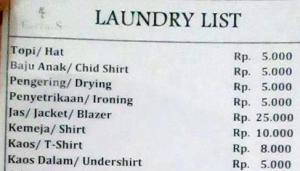 LAUNDRY LIST
Topi/ Hat Rp. 5.000
Baju Anak/ Chid Shirt Rp. 5.000
Pengering/ Drying Rp. 5.000
Penyetrikaan/ Ironing Rp. 5.000
Jas/ Jacket/ Blazer Rp. 25.000
Kemeja/ Shirt Rp. 10.000
Kaos/ T-Shirt Rp. 8.000
Kaos Dalam/ Undershirt Rp. 5.000